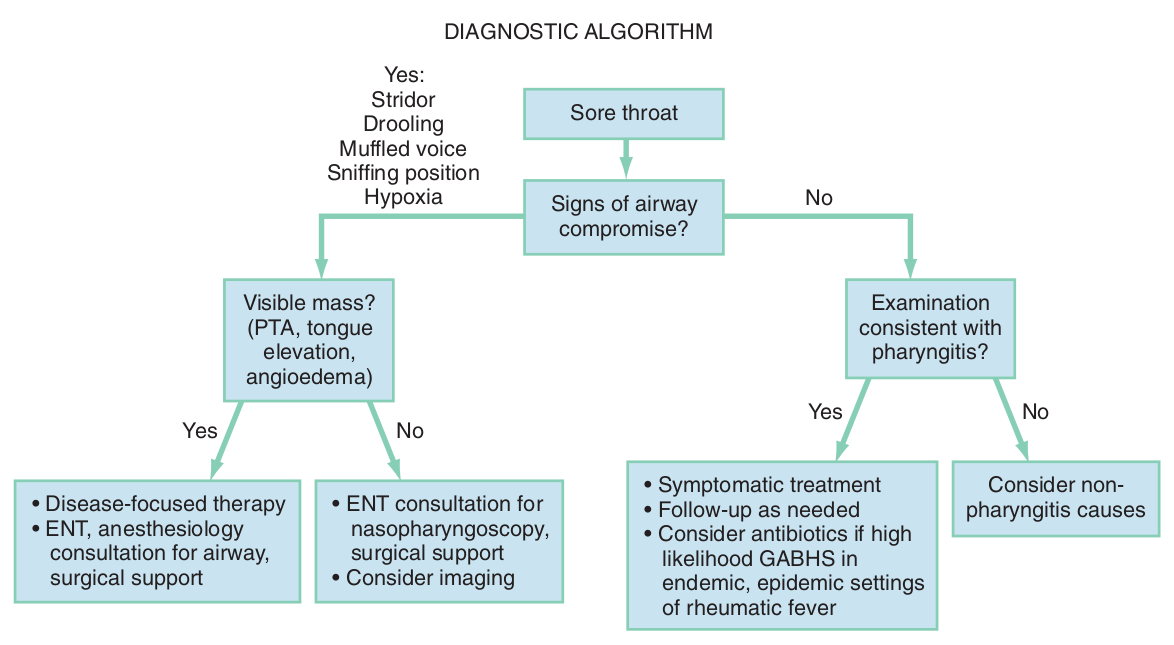 DIAGNOSTIC ALGORITHM
Yes:
Stridor
Drooling
Muffled voice
Sniffing position
Hypoxia
Sore throat
Signs of airway
compromise?
No
Visible mass?
(PTA, tongue
elevation,
angioedema)
Examination
consistent with
pharyngitis?
Yes
No
Yes
No
• Disease-focused therapy
• ENT, anesthesiology
consultation for airway,
surgical support
• ENT consultation for
nasopharyngoscopy,
surgical support
• Consider imaging
• Symptomatic treatment
• Follow-up as needed
• Consider antibiotics if high
likelihood GABHS in
endemic, epidemic settings
of rheumatic fever
Consider non-
pharyngitis causes